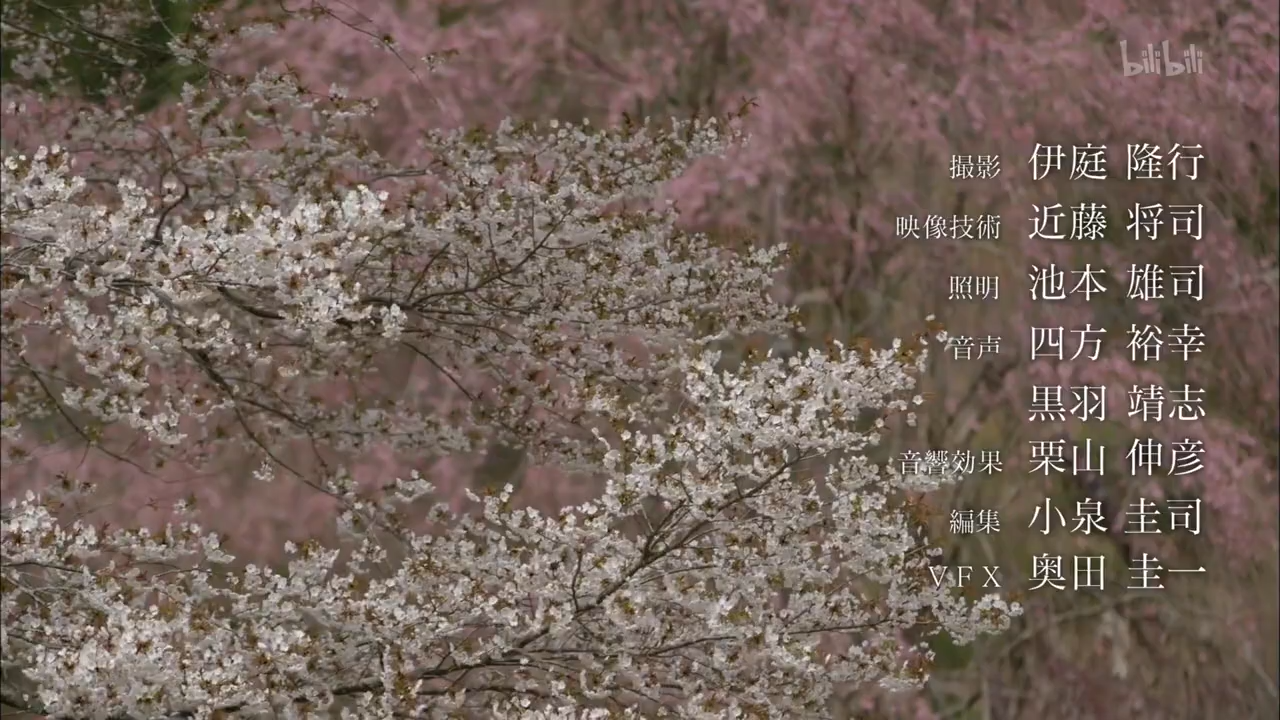 bilibili
撮影 伊庭 隆行
映像技術 近藤 将司
照明 池本 雄司
音声 四方 裕幸
黒羽 靖志
音響効果 栗山 伸彦
編集 小泉 圭司
VFX 奥田 圭一